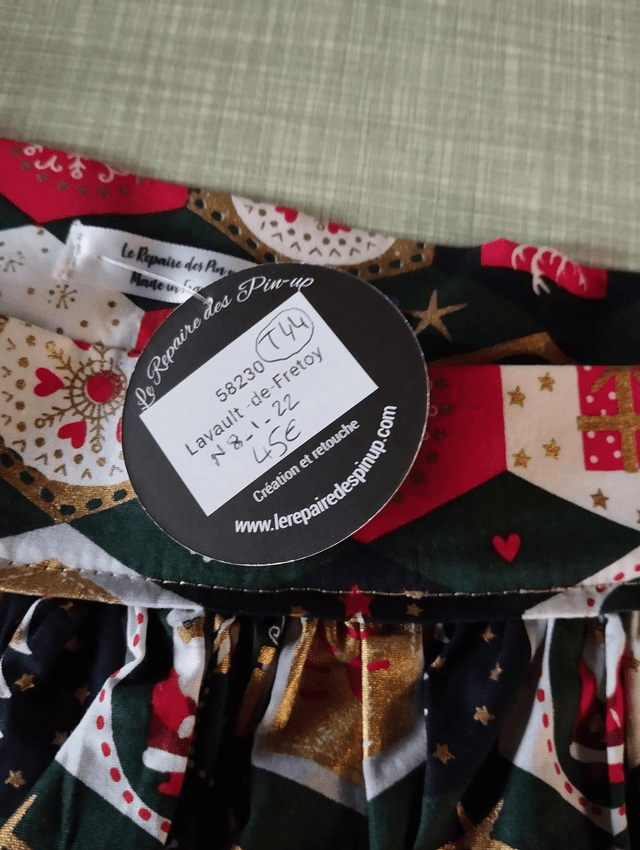 Le Repaire des Pin-
Made in
Le Repaire des Pin-up
T44
58230
Lavault-de-Fretoy
N 8-1-22
45€
Création et retouche
www.lerepairedespinup.com